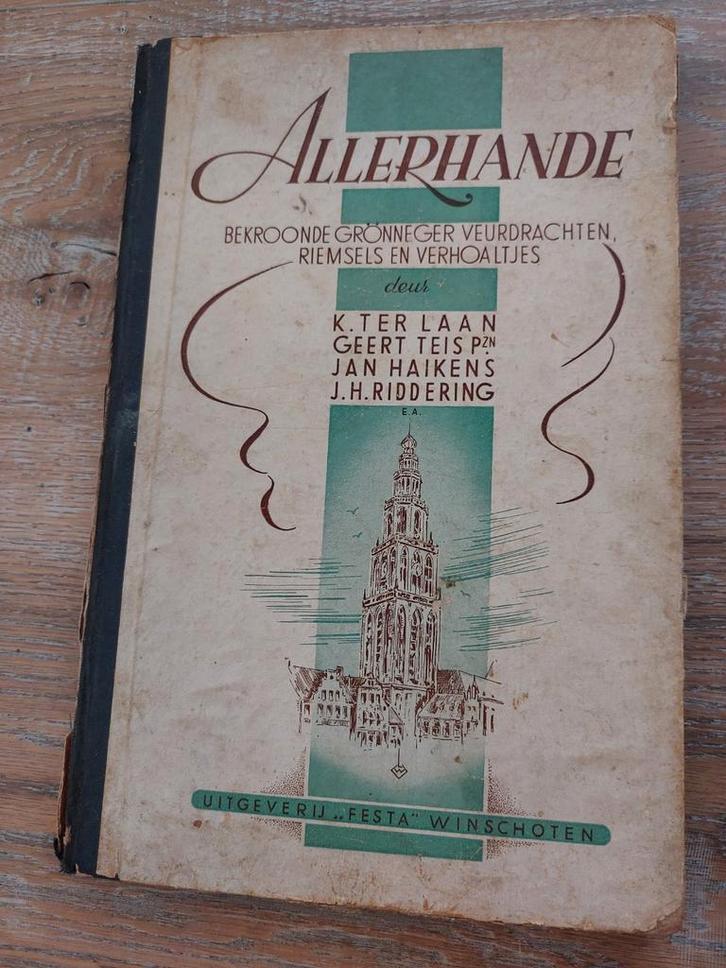 ALLERHANDE
BEKROONDE GRÖNNEGER VEURDRACHTEN,
RIEMSELS EN VERHOALTJES
deur
K. TER LAAN
GEERT TEIS PZN.
JAN HAIKENS
J.H. RIDDERING
E.A.
UITGEVERIJ „FESTA" WINSCHOTEN